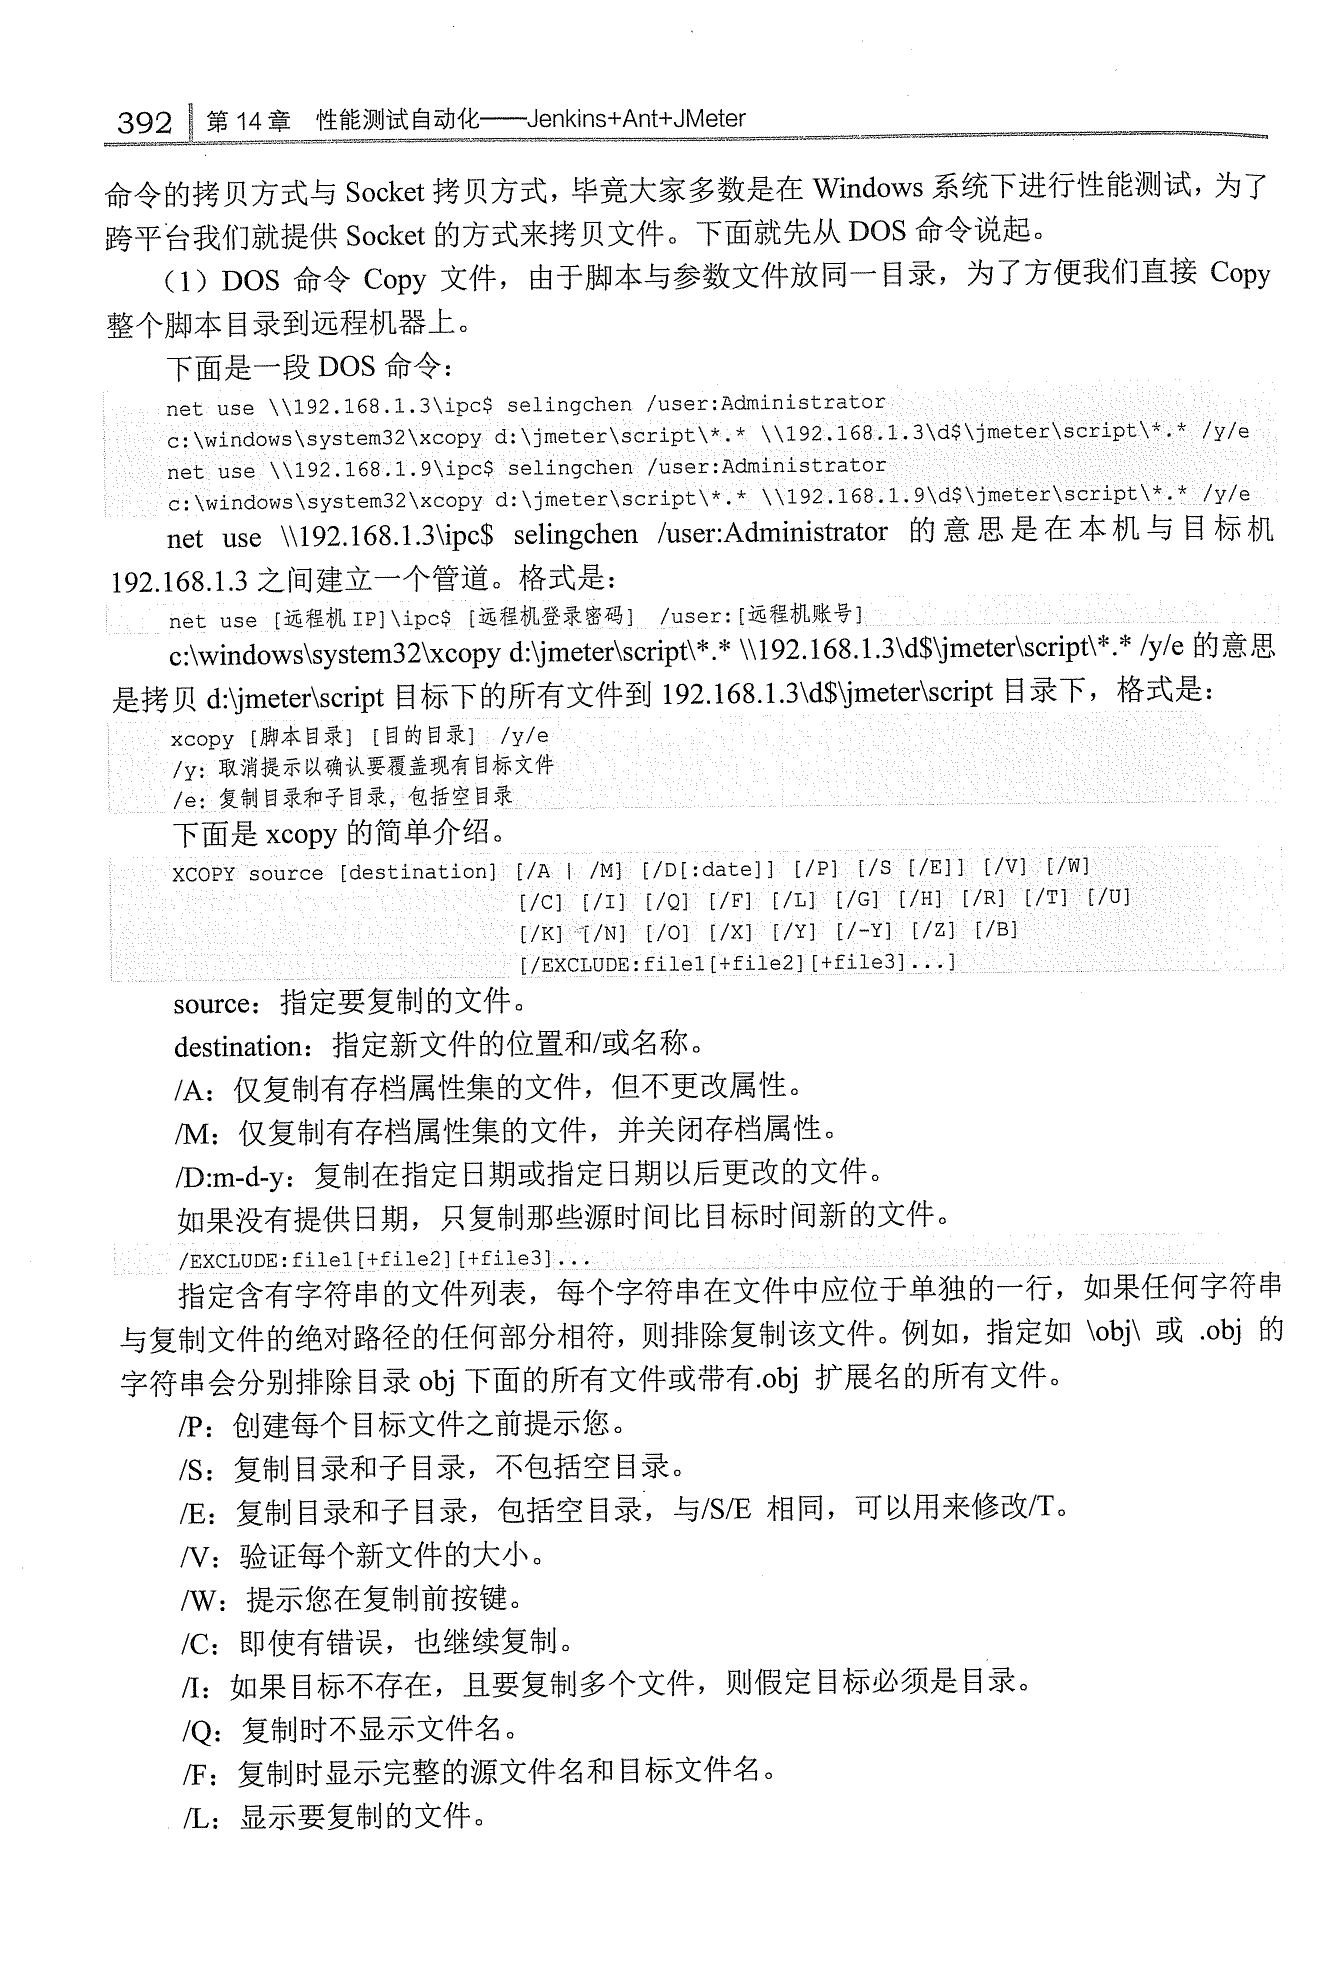 392 第14章 性能测试自动化——Jenkins+Ant+JMeter
命令的拷贝方式与 Socket 拷贝方式，毕竟大家多数是在 Windows 系统下进行性能测试，为了
跨平台我们就提供 Socket 的方式来拷贝文件。下面就先从 DOS 命令说起。
（1）DOS 命令 Copy 文件，由于脚本与参数文件放同一目录，为了方便我们直接 Copy
整个脚本目录到远程机器上。
下面是一段 DOS 命令：
net use \\192.168.1.3\ipc$ selingchen /user:Administrator
c:\windows\system32\xcopy d:\jmeter\script\*.* \\192.168.1.3\d$\jmeter\script\*.* /y/e
net use \\192.168.1.9\ipc$ selingchen /user:Administrator
c:\windows\system32\xcopy d:\jmeter\script\*.* \\192.168.1.9\d$\jmeter\script\*.* /y/e
net use \\192.168.1.3\ipc$ selingchen /user:Administrator 的意思是在本机与目标机
192.168.1.3 之间建立一个管道。格式是：
net use [远程机 IP]\ipc$ [远程机登录密码] /user:[远程机账号]
c:\windows\system32\xcopy d:\jmeter\script\*.* \\192.168.1.3\d$\jmeter\script\*.* /y/e 的意思
是拷贝 d:\jmeter\script 目标下的所有文件到 192.168.1.3\d$\jmeter\script 目录下，格式是：
xcopy [脚本目录] [目的目录] /y/e
/y: 取消提示以确认要覆盖现有目标文件
/e: 复制目录和子目录，包括空目录
下面是 xcopy 的简单介绍。
XCOPY source [destination] [/A | /M] [/D[:date]] [/P] [/S [/E]] [/V] [/W]
[/C] [/I] [/Q] [/F] [/L] [/G] [/H] [/R] [/T] [/U]
[/K] [/N] [/O] [/X] [/Y] [/-Y] [/Z] [/B]
[/EXCLUDE:file1[+file2][+file3]...]
source：指定要复制的文件。
destination：指定新文件的位置和/或名称。
/A：仅复制有存档属性集的文件，但不更改属性。
/M：仅复制有存档属性集的文件，并关闭存档属性。
/D:m-d-y：复制在指定日期或指定日期以后更改的文件。
如果没有提供日期，只复制那些源时间比目标时间新的文件。
/EXCLUDE:file1[+file2][+file3]...
指定含有字符串的文件列表，每个字符串在文件中应位于单独的一行，如果任何字符串
与复制文件的绝对路径的任何部分相符，则排除复制该文件。例如，指定如 \obj\ 或 .obj 的
字符串会分别排除目录 obj 下面的所有文件或带有.obj 扩展名的所有文件。
/P：创建每个目标文件之前提示您。
/S：复制目录和子目录，不包括空目录。
/E：复制目录和子目录，包括空目录，与/S/E 相同，可以用来修改/T。
/V：验证每个新文件的大小。
/W：提示您在复制前按键。
/C：即使有错误，也继续复制。
/I：如果目标不存在，且要复制多个文件，则假定目标必须是目录。
/Q：复制时不显示文件名。
/F：复制时显示完整的源文件名和目标文件名。
/L：显示要复制的文件。